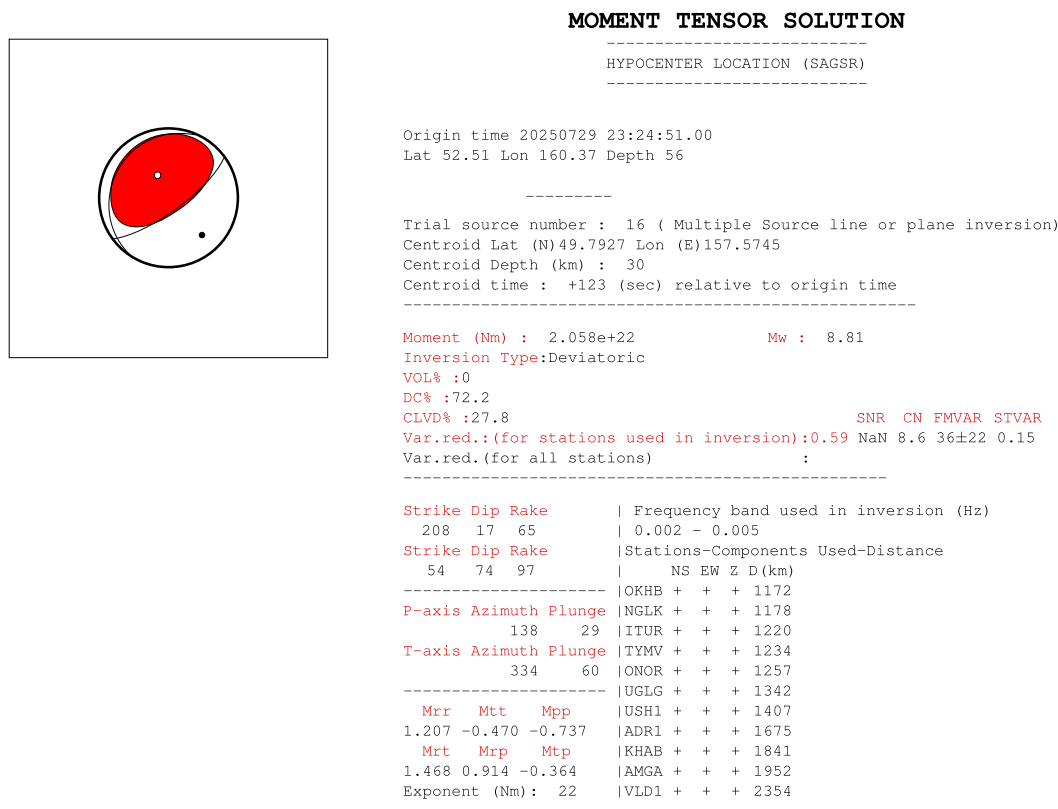 MOMENT TENSOR SOLUTION
---------------------------
HYPOCENTER LOCATION (SAGSR)
---------------------------
Origin time 20250729 23:24:51.00
Lat 52.51 Lon 160.37 Depth 56
---------
Trial source number : 16 ( Multiple Source line or plane inversion)
Centroid Lat (N)49.7927 Lon (E)157.5745
Centroid Depth (km) : 30
Centroid time : +123 (sec) relative to origin time
-----------------------------------------------------
Moment (Nm) : 2.058e+22 Mw : 8.81
Inversion Type:Deviatoric
VOL% :0
DC% :72.2
CLVD% :27.8 SNR CN FMVAR STVAR
Var.red.:(for stations used in inversion):0.59 NaN 8.6 36±22 0.15
Var.red.(for all stations) :
--------------------------------------------------
Strike Dip Rake | Frequency band used in inversion (Hz)
208 17 65 | 0.002 - 0.005
Strike Dip Rake |Stations-Components Used-Distance
54 74 97 | NS EW Z D(km)
--------------------- |OKHB + + + 1172
P-axis Azimuth Plunge |NGLK + + + 1178
138 29 |ITUR + + + 1220
T-axis Azimuth Plunge |TYMV + + + 1234
334 60 |ONOR + + + 1257
--------------------- |UGLG + + + 1342
Mrr Mtt Mpp |USH1 + + + 1407
1.207 -0.470 -0.737 |ADR1 + + + 1675
Mrt Mrp Mtp |KHAB + + + 1841
1.468 0.914 -0.364 |AMGA + + + 1952
Exponent (Nm): 22 |VLD1 + + + 2354